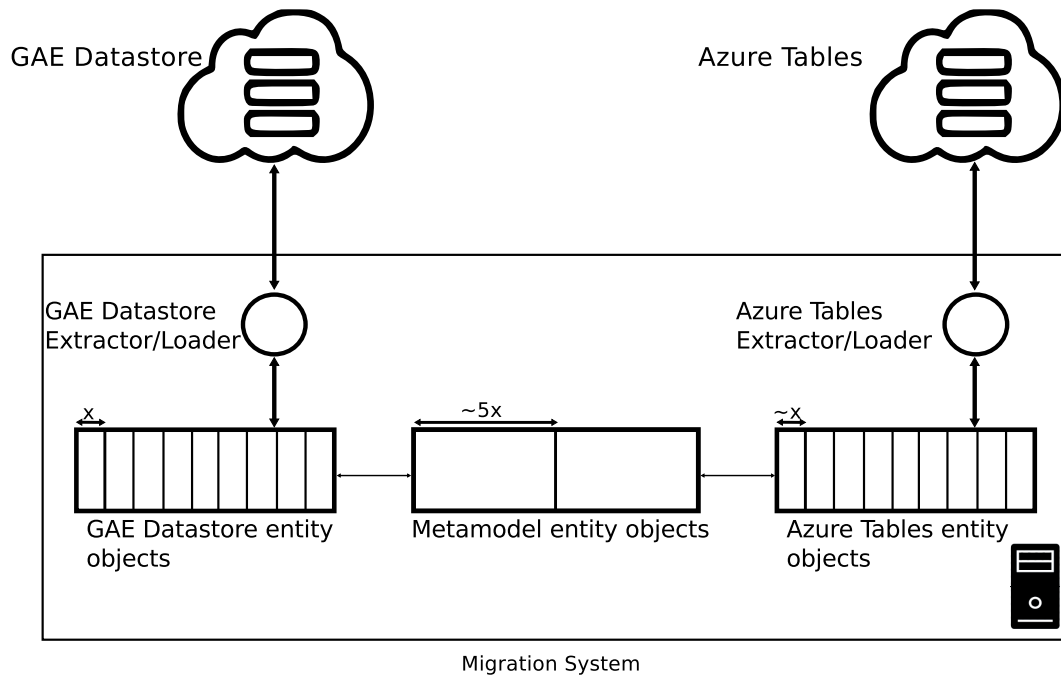 GAE Datastore
Azure Tables
GAE Datastore
Extractor/Loader
Azure Tables
Extractor/Loader
x
~5x
~x
GAE Datastore entity
objects
Metamodel entity objects
Azure Tables entity
objects
Migration System